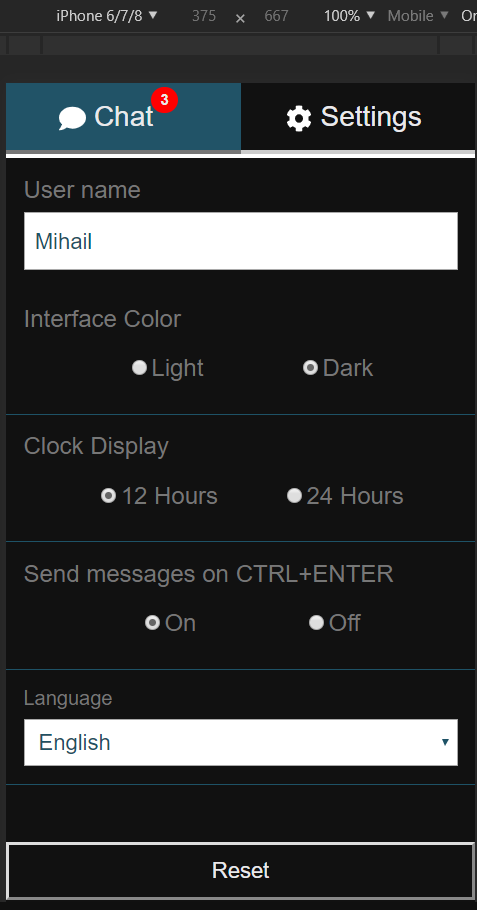 iPhone 6/7/8 ▼ 375 × 667 100% ▼ Mobile ▼ On
Chat 3 Settings
User name
Mihail
Interface Color
Light Dark
Clock Display
12 Hours 24 Hours
Send messages on CTRL+ENTER
On Off
Language
English
Reset